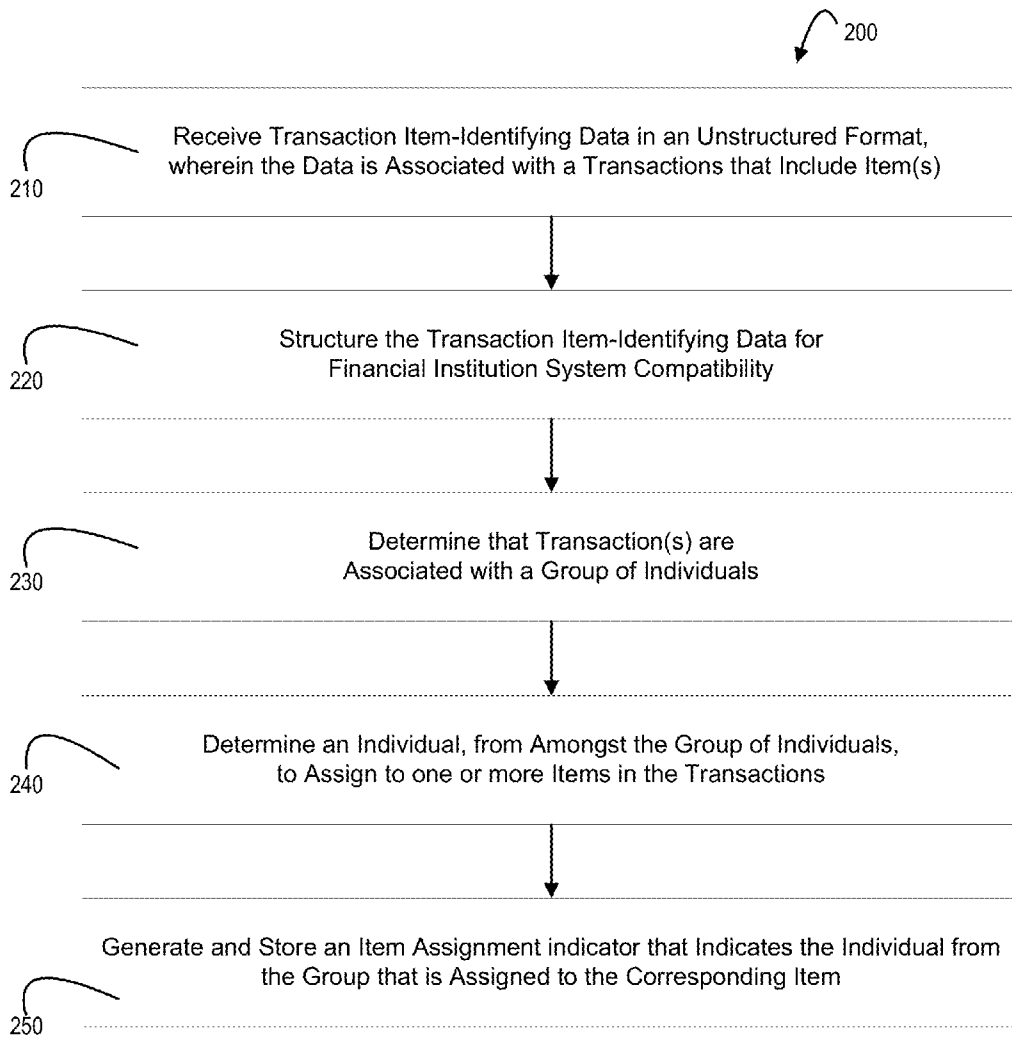 200
Receive Transaction Item-Identifying Data in an Unstructured Format,
wherein the Data is Associated with a Transactions that Include Item(s)
210
Structure the Transaction Item-Identifying Data for
Financial Institution System Compatibility
220
Determine that Transaction(s) are
Associated with a Group of Individuals
230
Determine an Individual, from Amongst the Group of Individuals,
to Assign to one or more Items in the Transactions
240
Generate and Store an Item Assignment indicator that Indicates the Individual from
the Group that is Assigned to the Corresponding Item
250